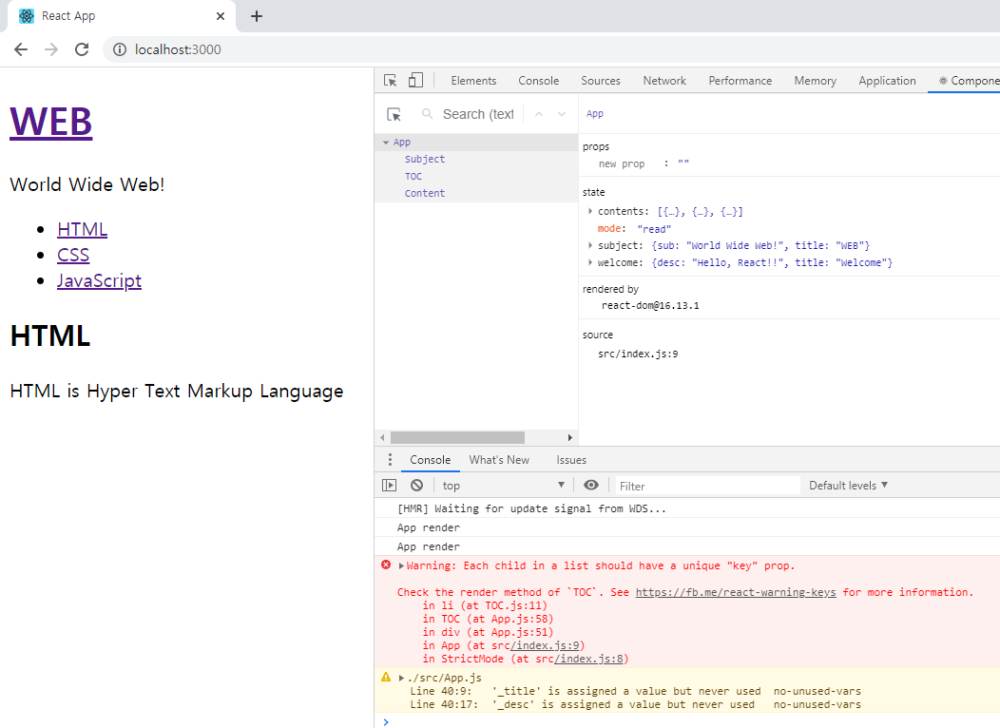 React App
localhost:3000
WEB
World Wide Web!
HTML
CSS
JavaScript
HTML
HTML is Hyper Text Markup Language
Elements Console Sources Network Performance Memory Application Compone
Search (text
App
Subject
TOC
Content
App
props
new prop : ""
state
contents: [{…}, {…}, {…}]
mode: "read"
subject: {sub: "World Wide Web!", title: "WEB"}
welcome: {desc: "Hello, React!!", title: "Welcome"}
rendered by
react-dom@16.13.1
source
src/index.js:9
Console What's New Issues
top Filter Default levels
[HMR] Waiting for update signal from WDS...
App render
App render
Warning: Each child in a list should have a unique "key" prop.
Check the render method of `TOC`. See https://fb.me/react-warning-keys for more information.
in li (at TOC.js:11)
in TOC (at App.js:58)
in div (at App.js:51)
in App (at src/index.js:9)
in StrictMode (at src/index.js:8)
./src/App.js
Line 40:9: '_title' is assigned a value but never used no-unused-vars
Line 40:17: '_desc' is assigned a value but never used no-unused-vars